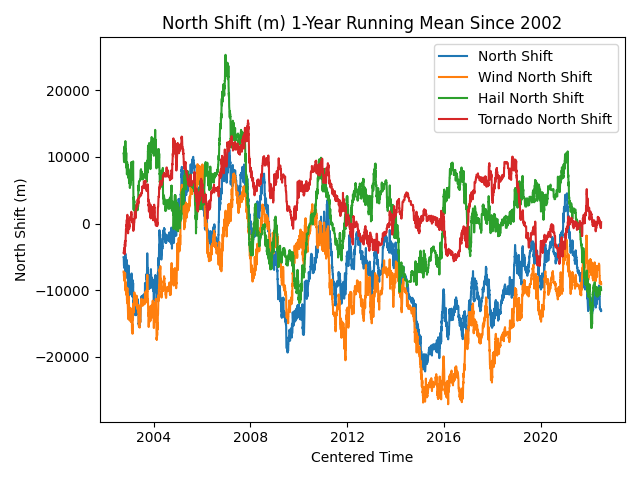 North Shift (m) 1-Year Running Mean Since 2002
North Shift
Wind North Shift
Hail North Shift
Tornado North Shift
North Shift (m)
20000
10000
0
−10000
−20000
2004
2008
2012
2016
2020
Centered Time